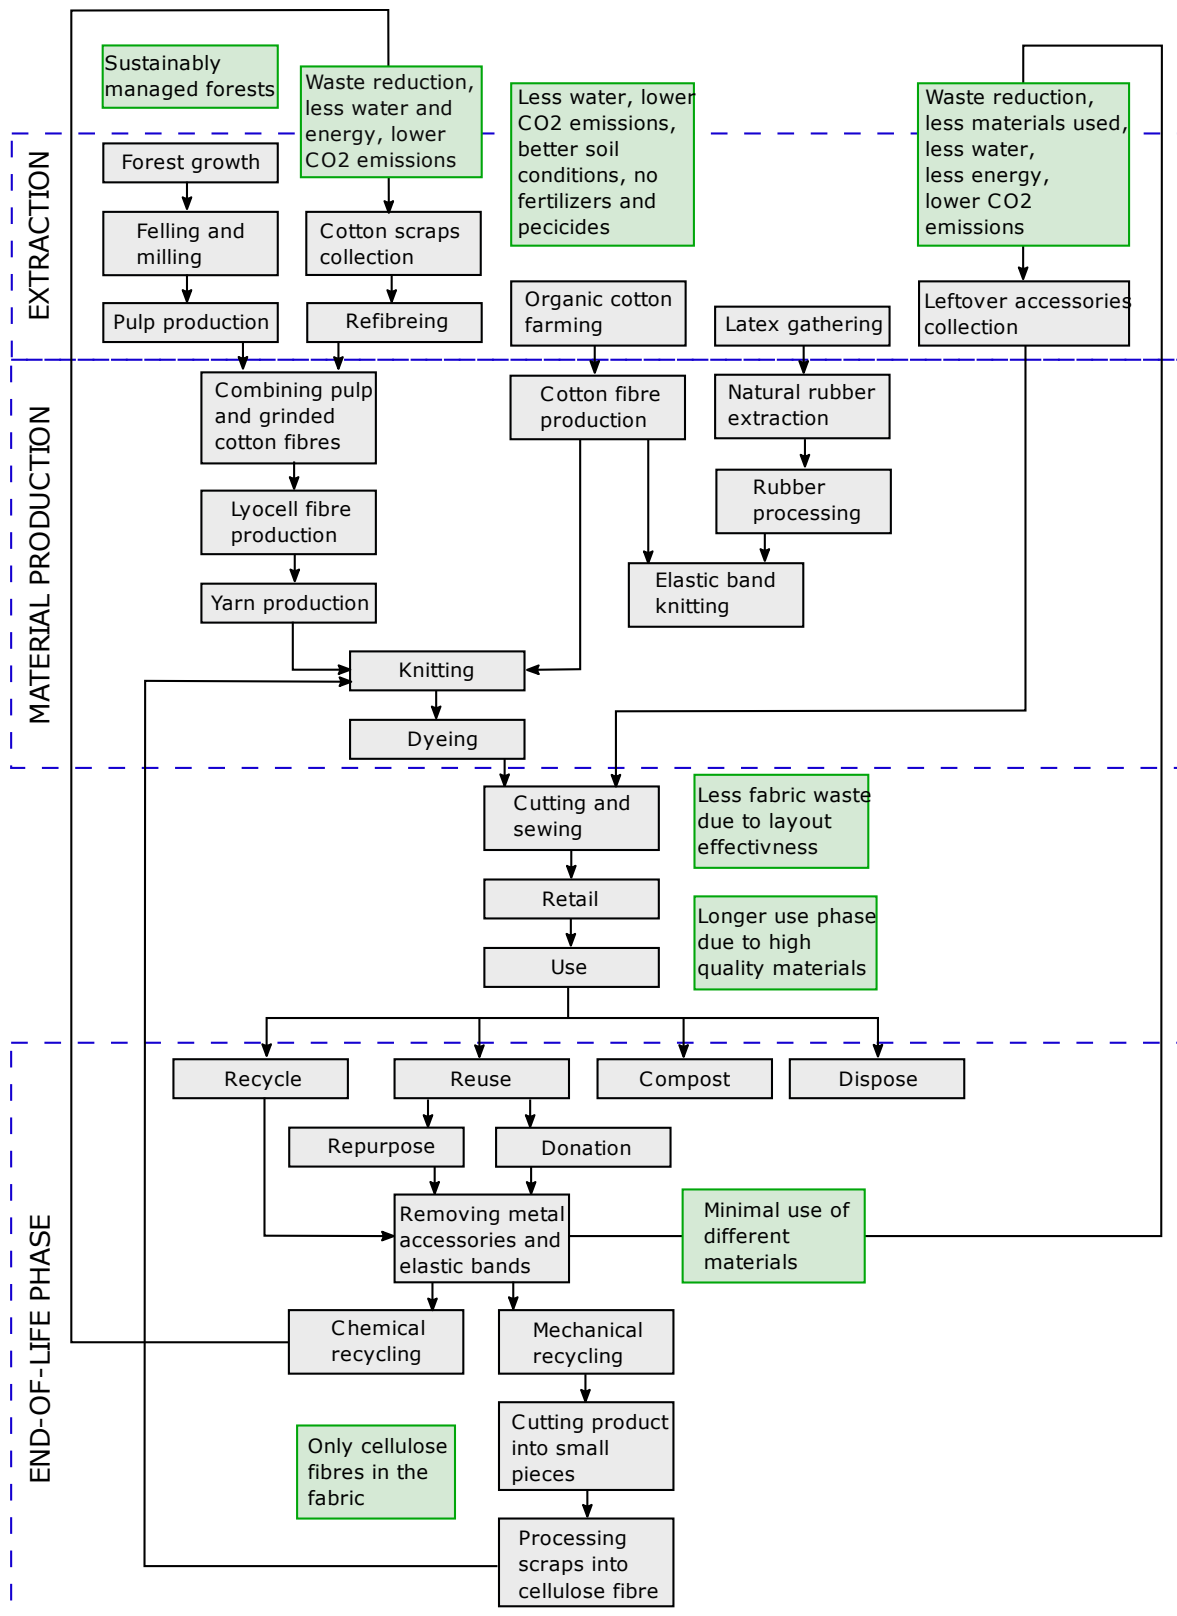 Sustainably
managed forests
Waste reduction,
less water and
energy, lower
CO2 emissions
Less water, lower
CO2 emissions,
better soil
conditions, no
fertilizers and
pecicides
Waste reduction,
less materials used,
less water,
less energy,
lower CO2
emissions
EXTRACTION
Forest growth
Felling and
milling
Cotton scraps
collection
Pulp production
Refibreing
Organic cotton
farming
Latex gathering
Leftover accessories
collection
MATERIAL PRODUCTION
Combining pulp
and grinded
cotton fibres
Cotton fibre
production
Natural rubber
extraction
Lyocell fibre
production
Rubber
processing
Yarn production
Elastic band
knitting
Knitting
Dyeing
Cutting and
sewing
Less fabric waste
due to layout
effectivness
Retail
Longer use phase
due to high
quality materials
Use
END-OF-LIFE PHASE
Recycle
Reuse
Compost
Dispose
Repurpose
Donation
Removing metal
accessories and
elastic bands
Minimal use of
different
materials
Chemical
recycling
Mechanical
recycling
Cutting product
into small
pieces
Only cellulose
fibres in the
fabric
Processing
scraps into
cellulose fibre